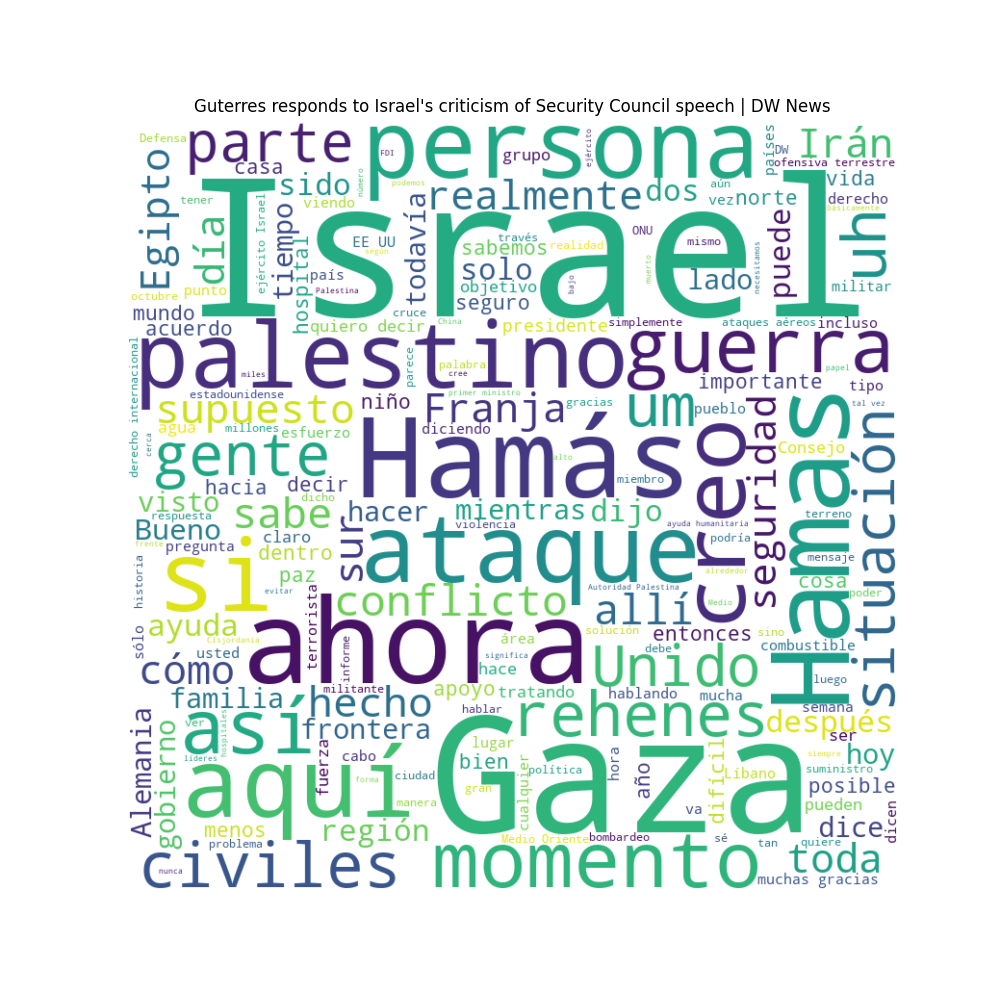 Guterres responds to Israel's criticism of Security Council speech | DW News
Defensa
parte
persona
Irán
FDI
grupo
ejército
países
DW
ofensiva terrestre
casa
Egipto
sido
viendo
número
podemos
realmente
dos
aún
vez
norte
vida
derecho
básicamente
tener
día
Israel
ejército Israel
tiempo
EE UU
según
todavía
través
realidad
ONU
mismo
necesitamos
puede
uh
sabemos
muerto
hospital
país
Palestina
solo
objetivo
bajo
lado
militar
octubre
punto
seguro
cruce
mundo
acuerdo
quiero decir
China
presidente
simplemente
ataques aéreos
incluso
palestino
guerra
parece
palabra
miles
cree
papel
derecho internacional
estadounidense
primer ministro
importante
tipo
supuesto
niño
Franja
gracias
um
pueblo
tal vez
agua
millones
esfuerzo
diciendo
creo
seguridad
Hamás
Hamás
situación
Consejo
cerca
gente
alto
miembro
hacia
decir
dicho
visto
respuesta
sabe
hacer
mientras
dijo
ayuda humanitaria
terreno
Bueno
violencia
claro
podría
frente
pregunta
dentro
sur
ataque
mensaje
historia
si
paz
evitar
alrededor
Autoridad Palestina
cosa
poder
conflicto
allí
Medio
ayuda
terrorista
Cisjordania
área
solución
entonces
sino
sólo
usted
ahora
informe
debe
combustible
cómo
significa
hace
Unido
luego
familia
militante
apoyo
tratando
hablando
mucha
semana
hecho
hablar
rehenes
después
Alemania
gobierno
así
ver
hospitales
frontera
ser
líderes
fuerza
cabo
lugar
bien
hora
difícil
siempre
hoy
aquí
forma
ciudad
Gaza
política
cualquier
año
Líbano
suministro
gran
posible
manera
va
pueden
menos
región
problema
Medio Oriente
bombardeo
sé
tan
quiere
dice
dicen
nunca
civiles
momento
toda
muchas gracias